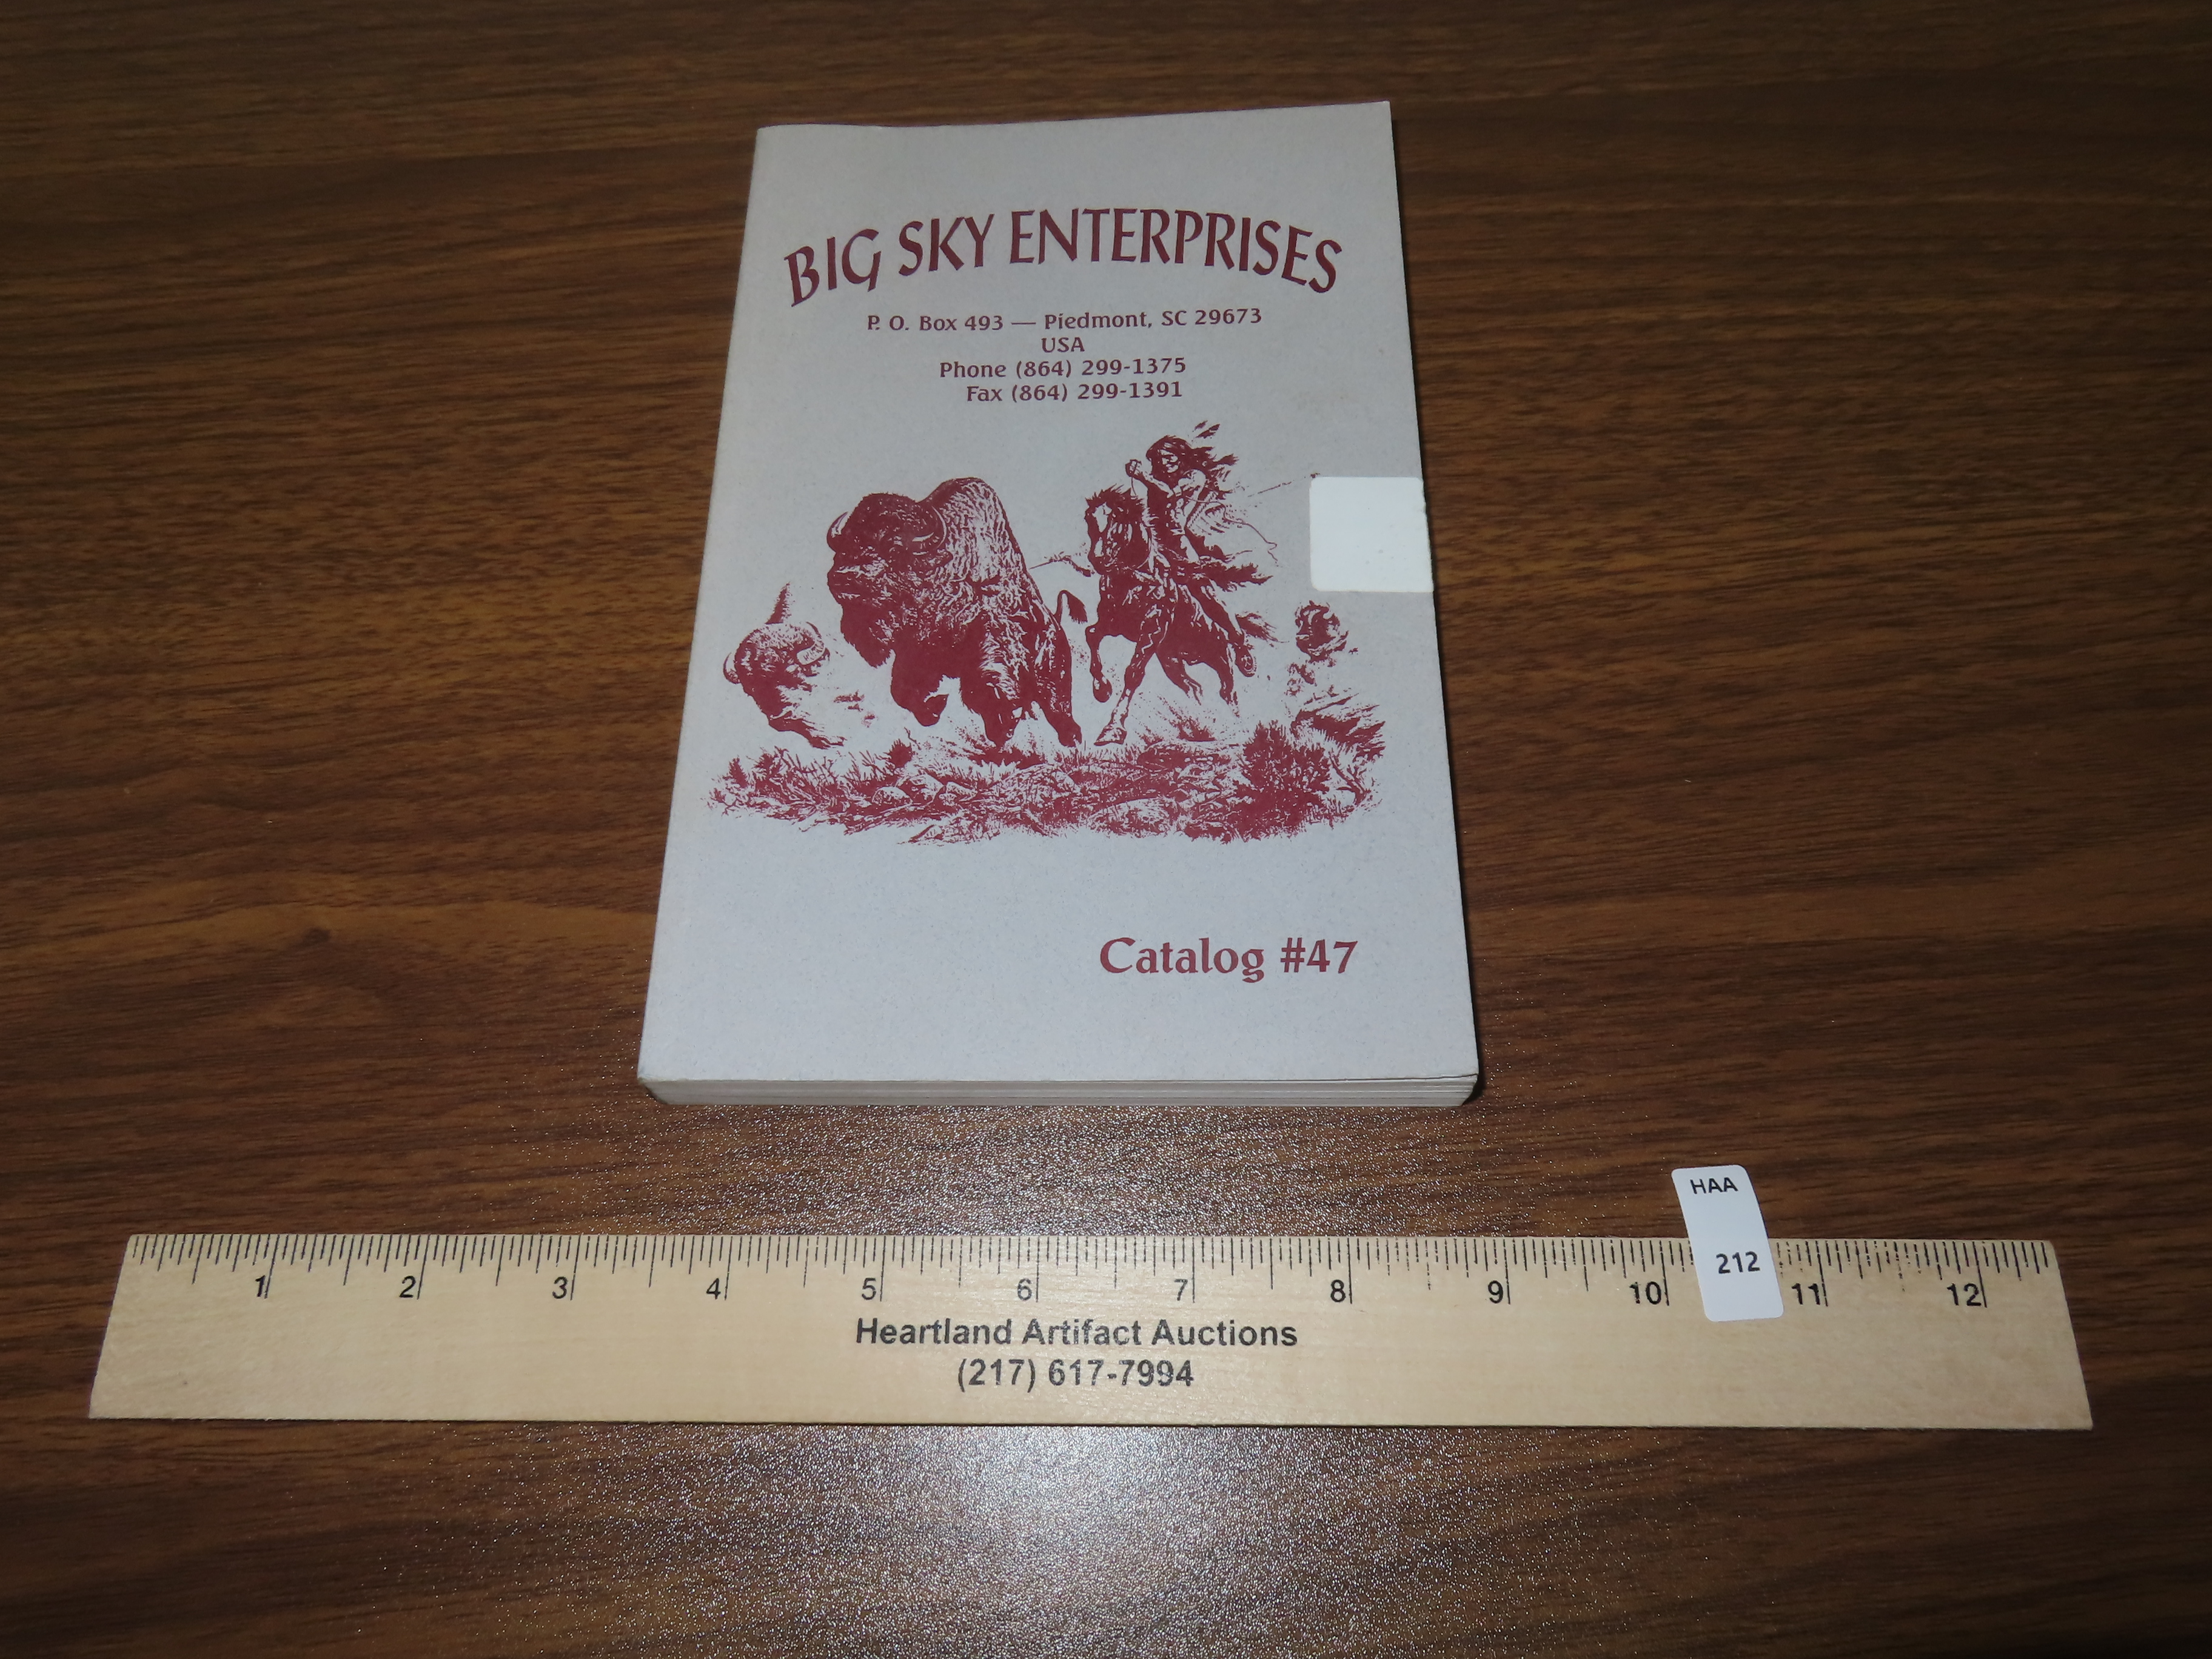 BIG SKY ENTERPRISES
P. O. Box 493 — Piedmont, SC 29673
USA
Phone (864) 299-1375
Fax (864) 299-1391
Catalog #47
HAA
212
1 2 3 4 5 6 7 8 9 10 11 12
Heartland Artifact Auctions
(217) 617-7994